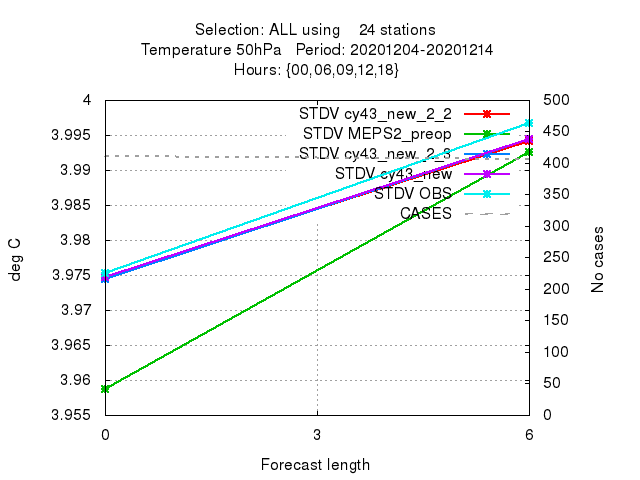 Selection: ALL using    24 stations
Temperature 50hPa   Period: 20201204-20201214
Hours: {00,06,09,12,18}
4
3.995
3.99
3.985
3.98
3.975
3.97
3.965
3.96
3.955
deg C
STDV cy43_new_2_2
STDV MEPS2_preop
STDV cy43_new_2_3
STDV cy43_new
STDV OBS
CASES
500
450
400
350
300
250
200
150
100
50
0
No cases
0 3 6
Forecast length